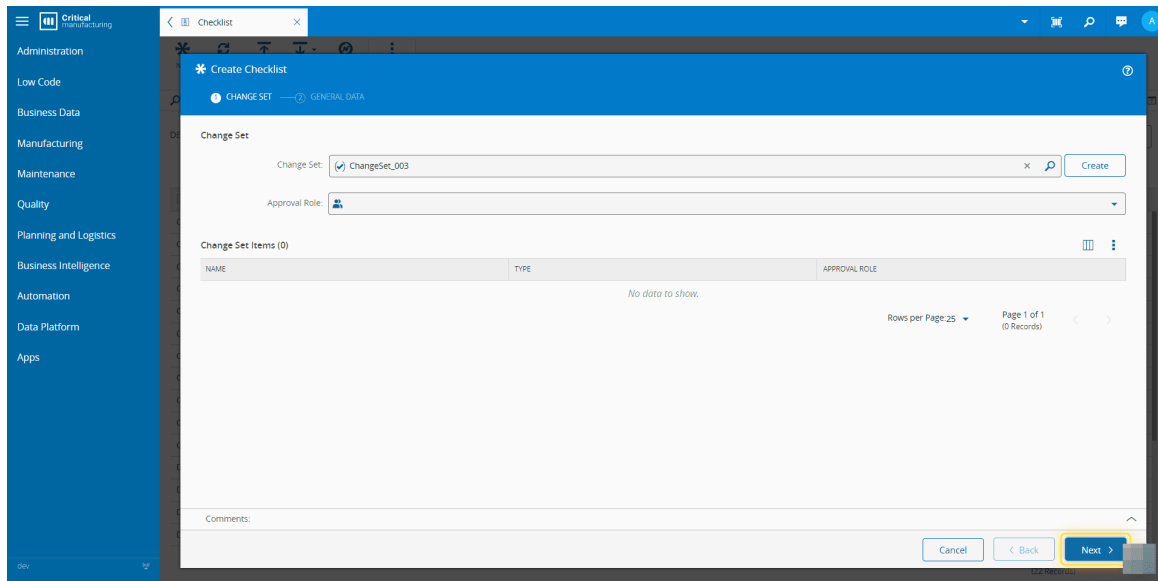 Critical
manufacturing
Checklist
A
Administration
Low Code
Business Data
Manufacturing
Maintenance
Quality
Planning and Logistics
Business Intelligence
Automation
Data Platform
Apps
dev
Create Checklist
1 CHANGE SET 2 GENERAL DATA
Change Set
Change Set: ChangeSet_003 Create
Approval Role:
Change Set Items (0)
NAME TYPE APPROVAL ROLE
No data to show.
Rows per Page: 25 Page 1 of 1
(0 Records)
Comments:
Cancel Back Next
(22 Records)